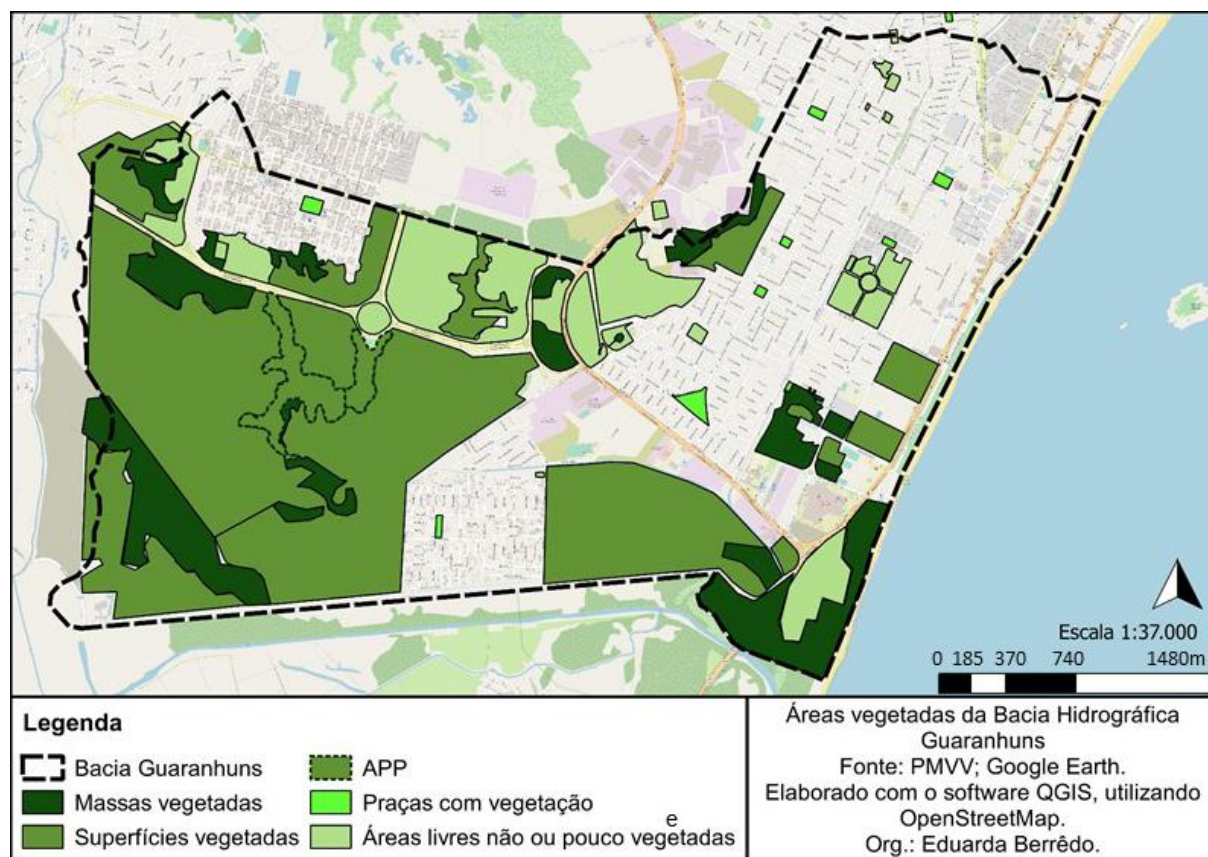 Escala 1:37.000
0 185 370 740 1480m
Legenda
Bacia Guaranhuns
Massas vegetadas
Superfícies vegetadas
APP
Praças com vegetação
e
Áreas livres não ou pouco vegetadas
Áreas vegetadas da Bacia Hidrográfica
Guaranhuns
Fonte: PMVV; Google Earth.
Elaborado com o software QGIS, utilizando
OpenStreetMap.
Org.: Eduarda Berrêdo.